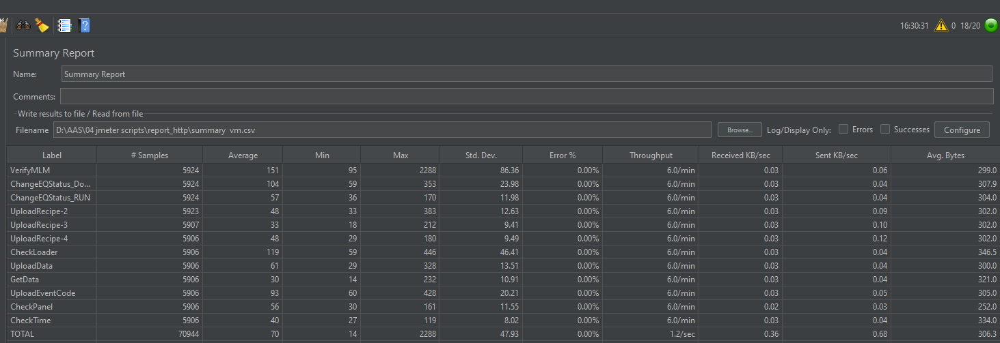 16:30:31 0 18/20
?
Summary Report
Name: Summary Report
Comments:
Write results to file / Read from file
Filename D:\AAS\04 jmeter scripts\report_http\summary vm.csv Browse... Log/Display Only: Errors Successes Configure
Label # Samples Average Min Max Std. Dev. Error % Throughput Received KB/sec Sent KB/sec Avg. Bytes
VerifyMLM 5924 151 95 2288 86.36 0.00% 6.0/min 0.03 0.06 299.0
ChangeEQStatus_Do... 5924 104 59 353 23.98 0.00% 6.0/min 0.03 0.04 307.9
ChangeEQStatus_RUN 5924 57 36 170 11.98 0.00% 6.0/min 0.03 0.04 304.0
UploadRecipe-2 5923 48 33 383 12.63 0.00% 6.0/min 0.03 0.09 302.0
UploadRecipe-3 5907 33 18 212 9.41 0.00% 6.0/min 0.03 0.10 302.0
UploadRecipe-4 5906 48 29 180 9.49 0.00% 6.0/min 0.03 0.12 302.0
CheckLoader 5906 119 59 446 46.41 0.00% 6.0/min 0.03 0.04 346.5
UploadData 5906 61 29 328 13.51 0.00% 6.0/min 0.03 0.04 300.0
GetData 5906 30 14 232 10.91 0.00% 6.0/min 0.03 0.04 321.0
UploadEventCode 5906 93 60 428 20.21 0.00% 6.0/min 0.03 0.05 305.0
CheckPanel 5906 56 30 161 11.55 0.00% 6.0/min 0.02 0.03 252.0
CheckTime 5906 40 27 119 8.02 0.00% 6.0/min 0.03 0.04 334.0
TOTAL 70944 70 14 2288 47.93 0.00% 1.2/sec 0.36 0.68 306.3